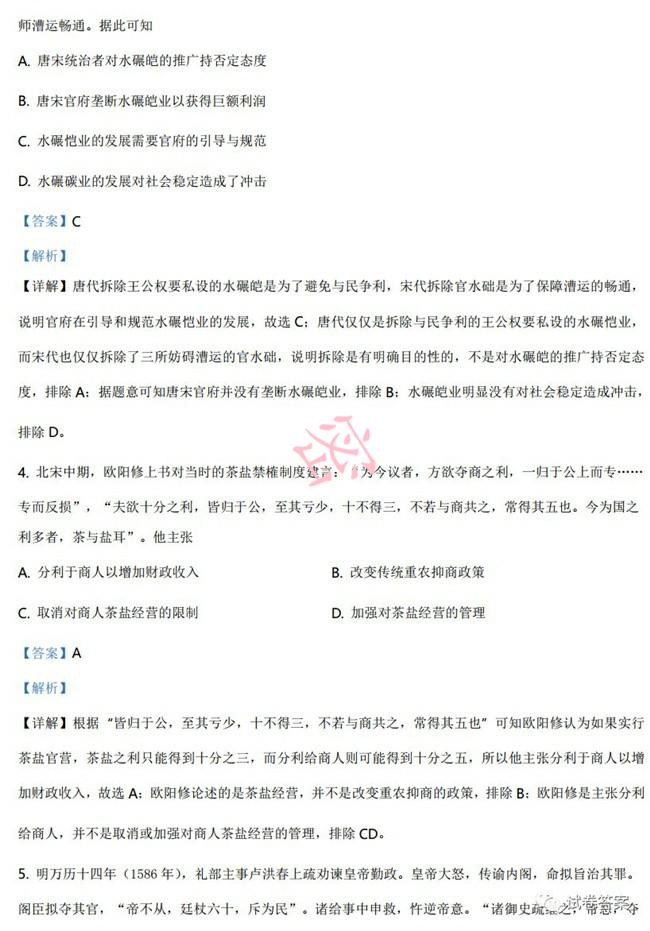 师漕运畅通。据此可知
A. 唐宋统治者对水碾皑的推广持否定态度
B. 唐宋官府垄断水碾皑业以获得巨额利润
C. 水碾恺业的发展需要官府的引导与规范
D. 水碾碳业的发展对社会稳定造成了冲击
【答案】C
【解析】
【详解】唐代拆除王公权要私设的水碾皑是为了避免与民争利，宋代拆除官水础是为了保障漕运的畅通，
说明官府在引导和规范水碾恺业的发展，故选 C；唐代仅仅是拆除与民争利的王公权要私设的水碾恺业，
而宋代也仅仅拆除了三所妨碍漕运的官水础，说明拆除是有明确目的性的，不是对水碾皑的推广持否定态
度，排除 A；据题意可知唐宋官府并没有垄断水碾皑业，排除 B；水碾皑业明显没有对社会稳定造成冲击，
排除 D。
密
4. 北宋中期，欧阳修上书对当时的茶盐禁榷制度建言：“为今议者，方欲夺商之利，一归于公上而专……
专而反损”，“夫欲十分之利，皆归于公，至其亏少，十不得三，不若与商共之，常得其五也。今为国之
利多者，茶与盐耳”。他主张
A. 分利于商人以增加财政收入 B. 改变传统重农抑商政策
C. 取消对商人茶盐经营的限制 D. 加强对茶盐经营的管理
【答案】A
【解析】
【详解】根据“皆归于公，至其亏少，十不得三，不若与商共之，常得其五也”可知欧阳修认为如果实行
茶盐官营，茶盐之利只能得到十分之三，而分利给商人则可能得到十分之五，所以他主张分利于商人以增
加财政收入，故选 A；欧阳修论述的是茶盐经营，并不是改变重农抑商的政策，排除 B；欧阳修是主张分利
给商人，并不是取消或加强对商人茶盐经营的管理，排除 CD。
5. 明万历十四年（1586 年），礼部主事卢洪春上疏劝谏皇帝勤政。皇帝大怒，传谕内阁，命拟旨治其罪。
阁臣拟夺其官，“帝不从，廷杖六十，斥为民”。诸给事中申救，忤逆帝意。“诸御史疏继之，帝怒，夺
试卷答案